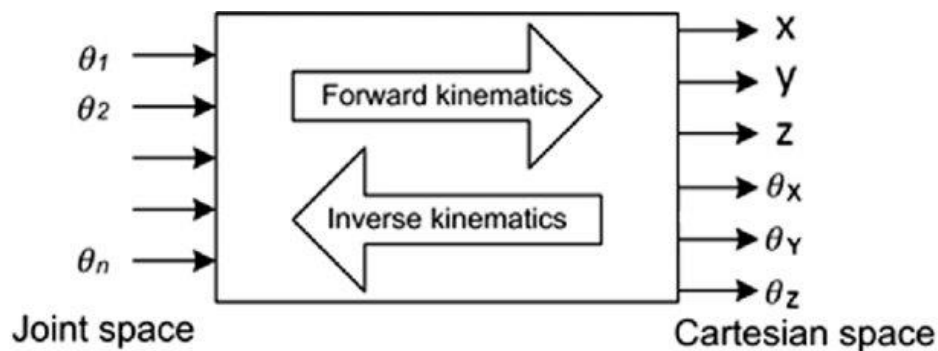 θ1
θ2
θn
Joint space
Forward kinematics
Inverse kinematics
x
y
z
θX
θY
θZ
Cartesian space